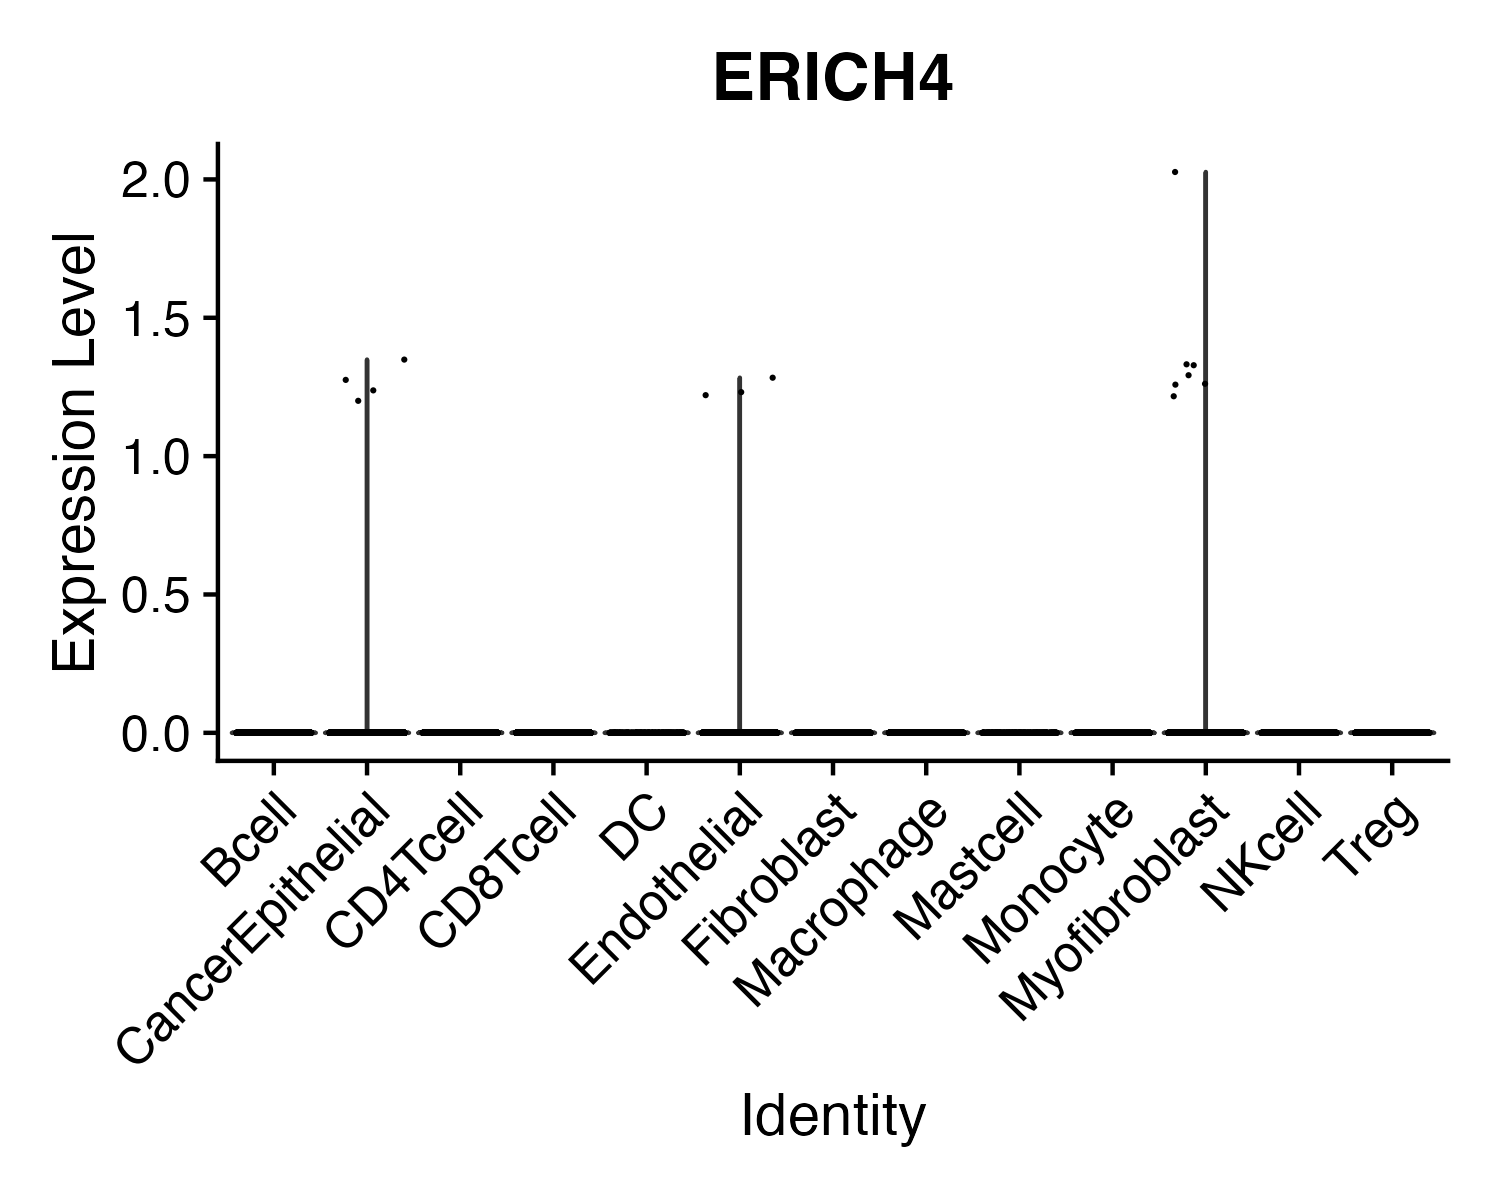 ERICH4
Expression Level
2.0
1.5
1.0
0.5
0.0
Bcell
CancerEpithelial
CD4Tcell
CD8Tcell
DC
Endothelial
Fibroblast
Macrophage
Mastcell
Monocyte
Myofibroblast
NKcell
Treg
Identity